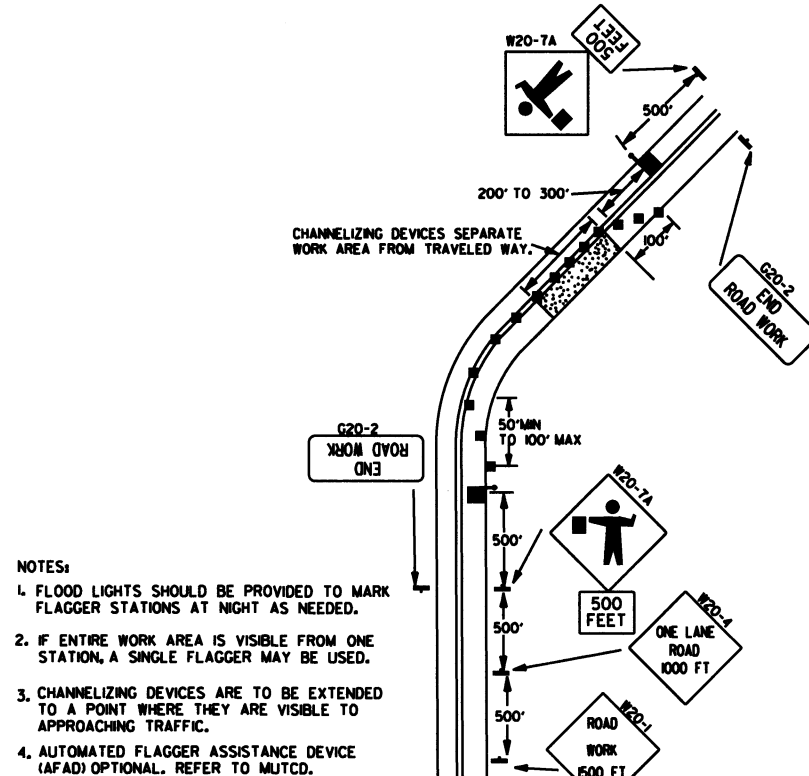 W20-7A
500
FEET
500'
200' TO 300'
CHANNELIZING DEVICES SEPARATE
WORK AREA FROM TRAVELED WAY.
100'
G20-2
END
ROAD WORK
50'MIN
TO 100' MAX
G20-2
END
ROAD WORK
W20-7A
500'
500
FEET
500'
W20-4
ONE LANE
ROAD
1000 FT
500'
W20-1
ROAD
WORK
1500 FT
NOTES:
1. FLOOD LIGHTS SHOULD BE PROVIDED TO MARK
FLAGGER STATIONS AT NIGHT AS NEEDED.
2. IF ENTIRE WORK AREA IS VISIBLE FROM ONE
STATION, A SINGLE FLAGGER MAY BE USED.
3. CHANNELIZING DEVICES ARE TO BE EXTENDED
TO A POINT WHERE THEY ARE VISIBLE TO
APPROACHING TRAFFIC.
4. AUTOMATED FLAGGER ASSISTANCE DEVICE
(AFAD) OPTIONAL. REFER TO MUTCD.